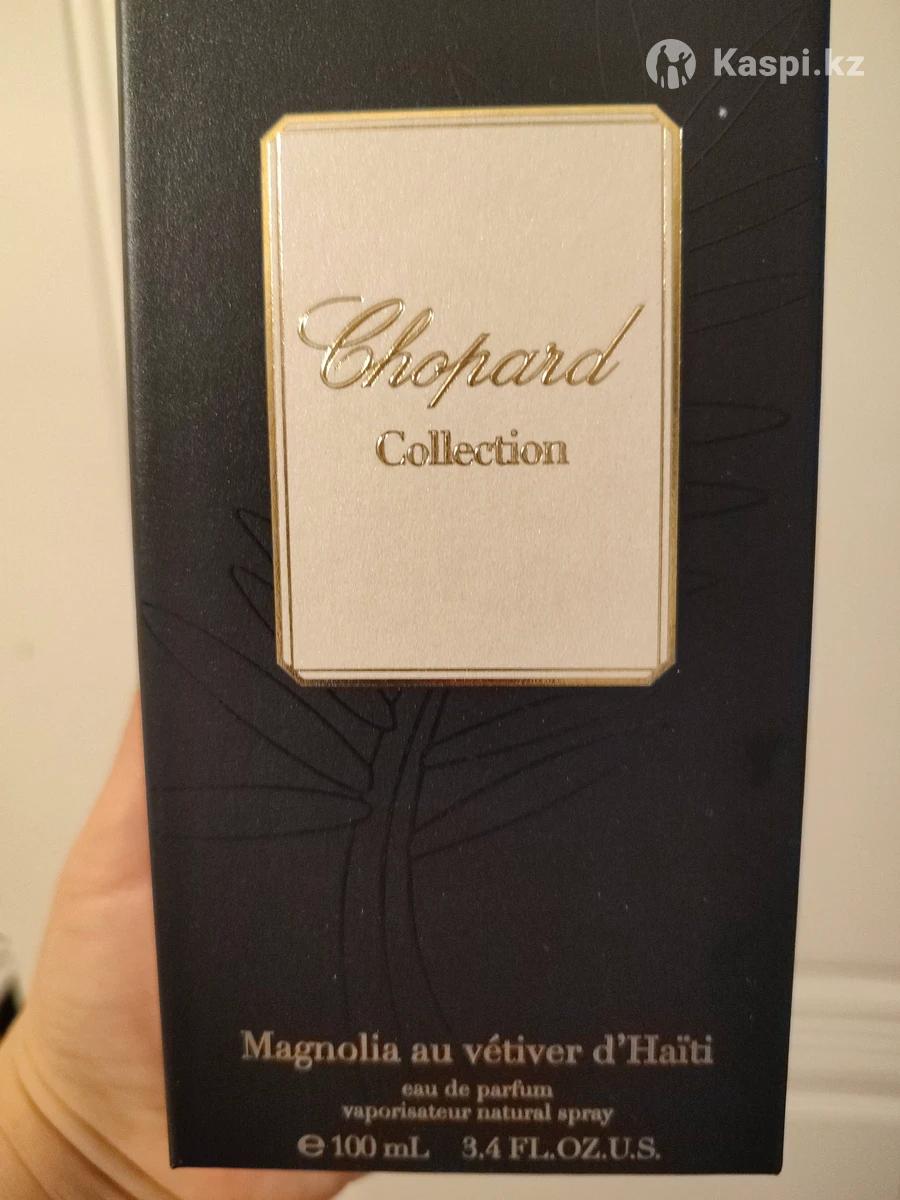 Kaspi.kz
Chopard
Collection
Magnolia au vétiver d'Haïti
eau de parfum
vaporisateur natural spray
℮ 100 mL 3.4 FL.OZ.U.S.